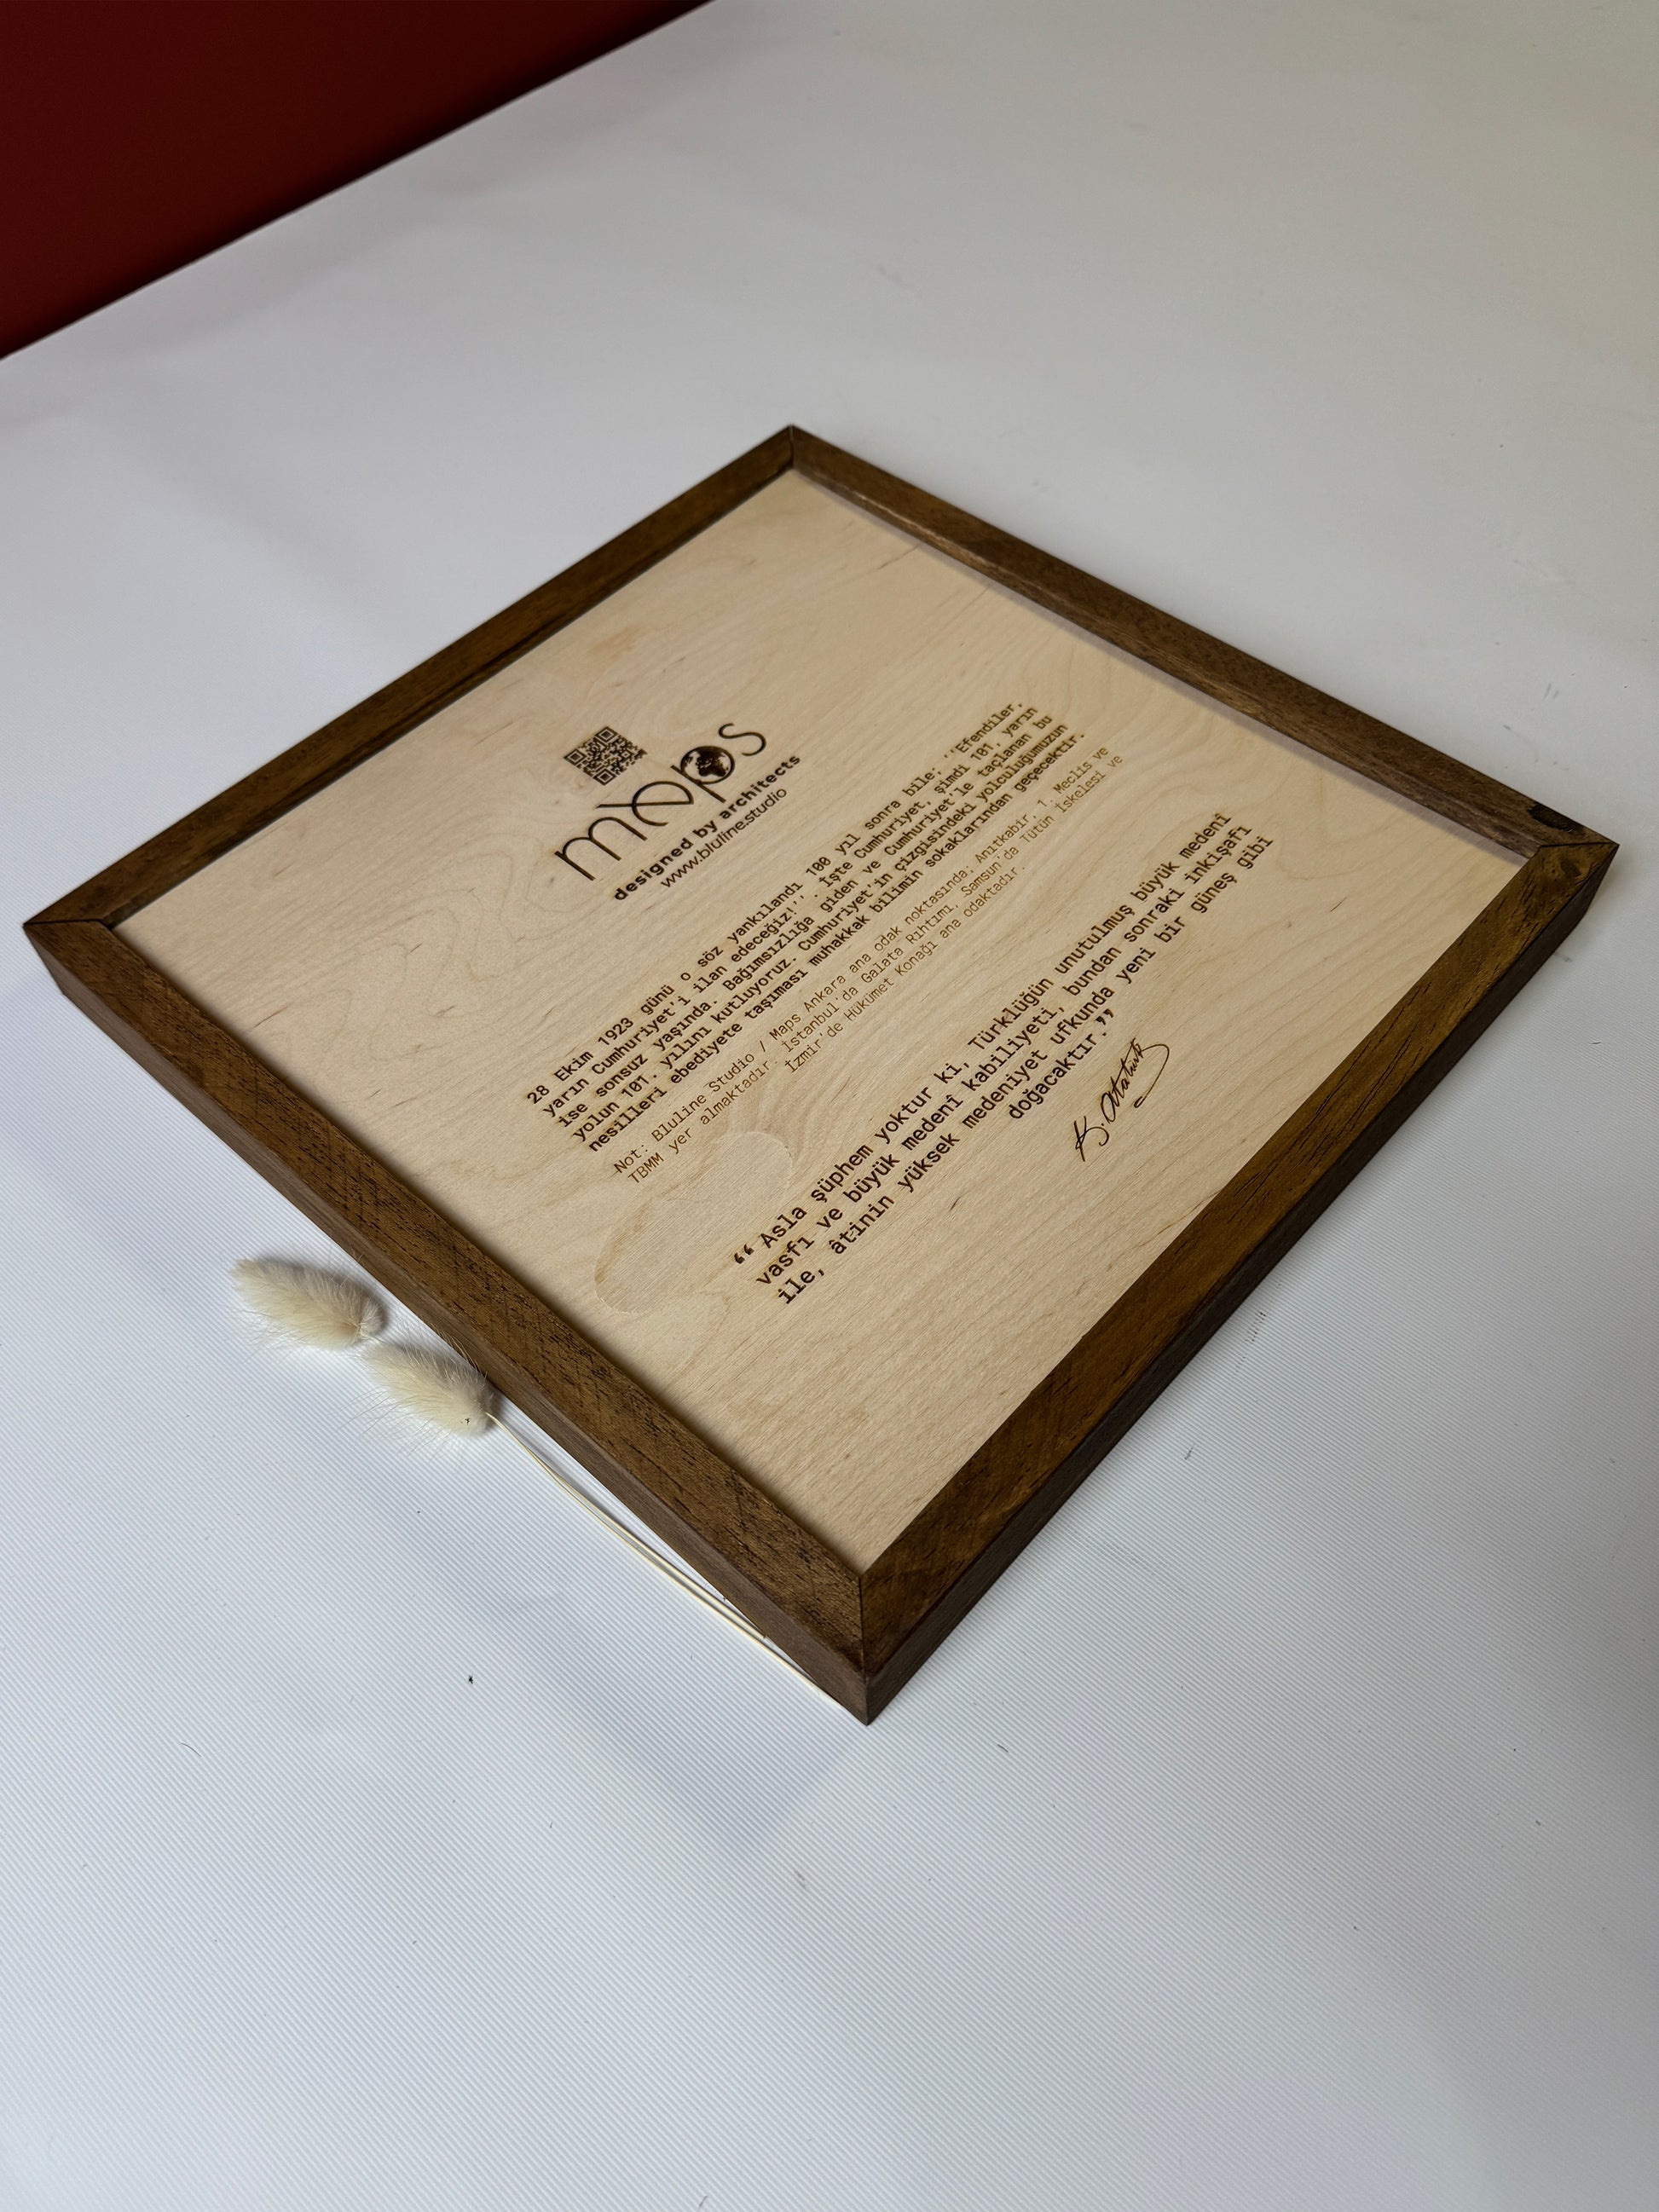 maps
designed by architects
www.bluline.studio
28 Ekim 1923 günü o söz yankılandı 100 yıl sonra bile; ''Efendiler,
yarın Cumhuriyet'i ilan edeceğiz!'', İşte Cumhuriyet, şimdi 101, yarın
ise sonsuz yaşında. Bağımsızlığa giden ve Cumhuriyet'le taçlanan bu
yolun 101. yılını kutluyoruz. Cumhuriyet'in çizgisindeki yolculuğumuzun
nesilleri ebediyete taşıması muhakkak bilimin sokaklarından geçecektir.
Not: Bluline Studio / Maps Ankara ana odak noktasında; Anıtkabir, 1. Meclis ve
TBMM yer almaktadır. İstanbul'da Galata Rıhtımı, Samsun'da Tütün İskelesi ve
İzmir'de Hükümet Konağı ana odaktadır.
“Asla şüphem yoktur ki, Türklüğün unutulmuş büyük medenî
vasfı ve büyük medenî kabiliyeti, bundan sonraki inkişafı
ile, âtinin yüksek medeniyet ufkunda yeni bir güneş gibi
doğacaktır.”
K. Atatürk